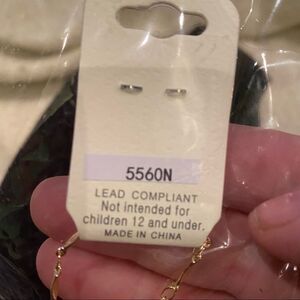 5560N
LEAD COMPLIANT
Not intended for
children 12 and under.
MADE IN CHINA